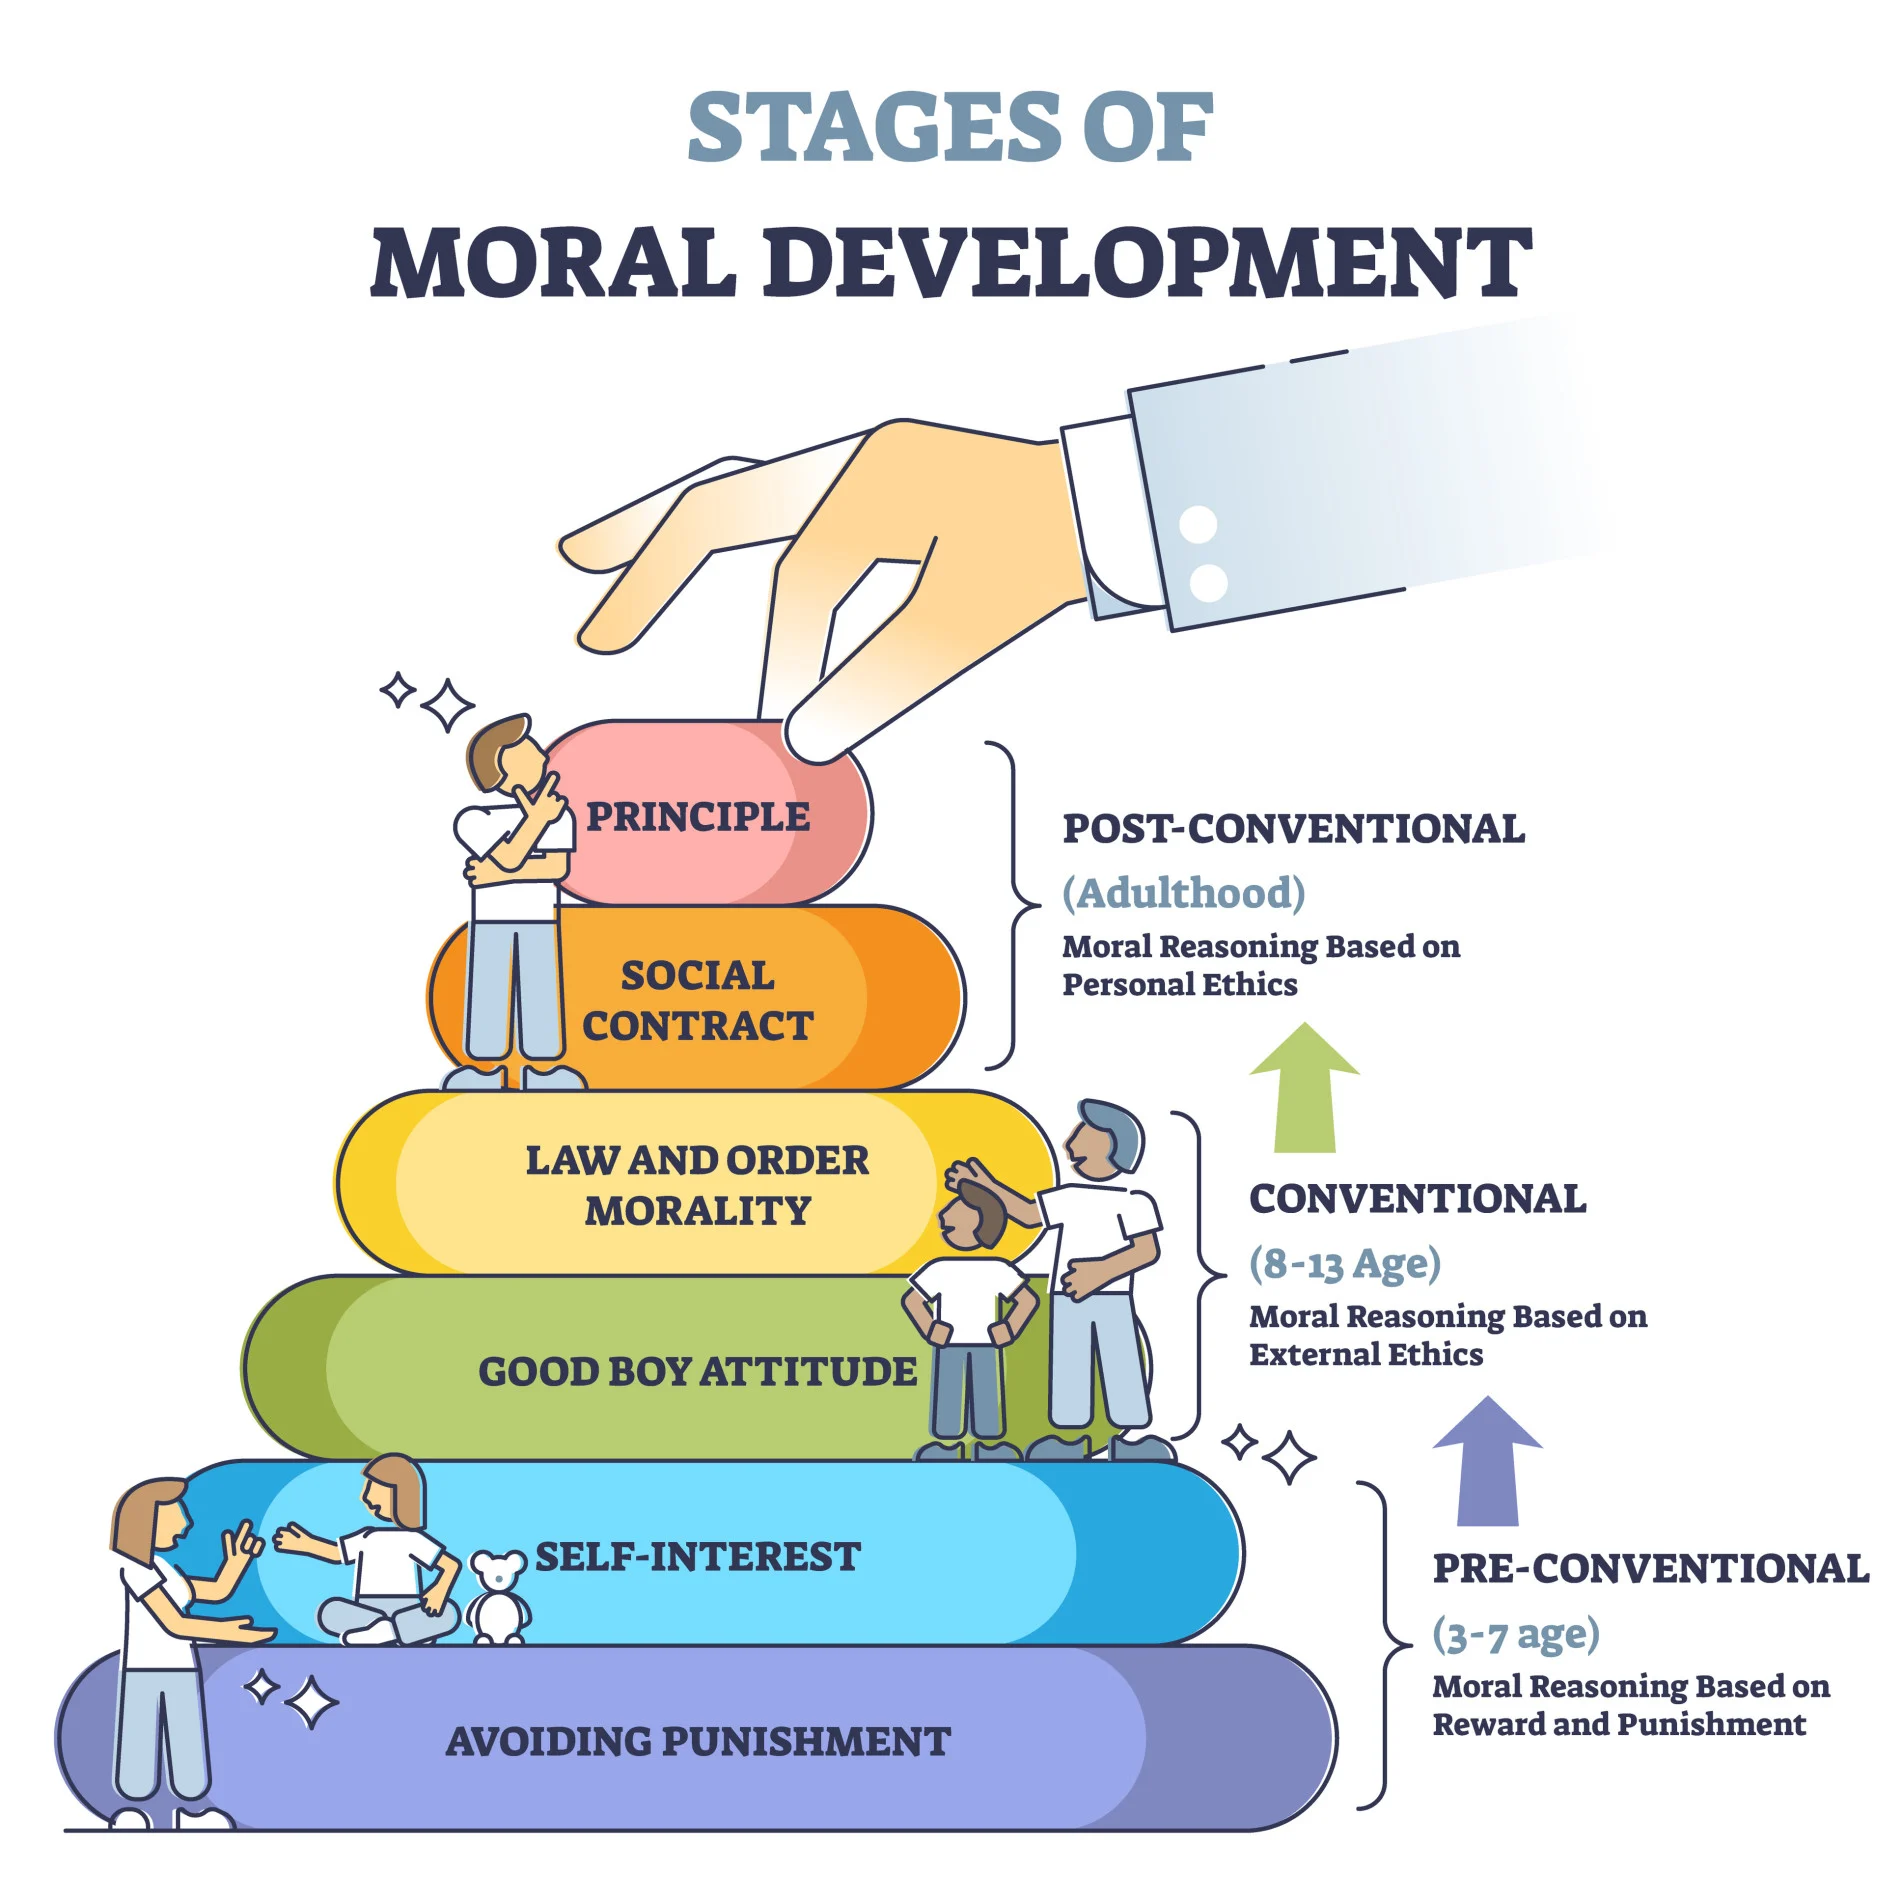 STAGES OF
MORAL DEVELOPMENT
PRINCIPLE
SOCIAL
CONTRACT
POST-CONVENTIONAL
(Adulthood)
Moral Reasoning Based on
Personal Ethics
LAW AND ORDER
MORALITY
GOOD BOY ATTITUDE
CONVENTIONAL
(8-13 Age)
Moral Reasoning Based on
External Ethics
SELF-INTEREST
AVOIDING PUNISHMENT
PRE-CONVENTIONAL
(3-7 age)
Moral Reasoning Based on
Reward and Punishment